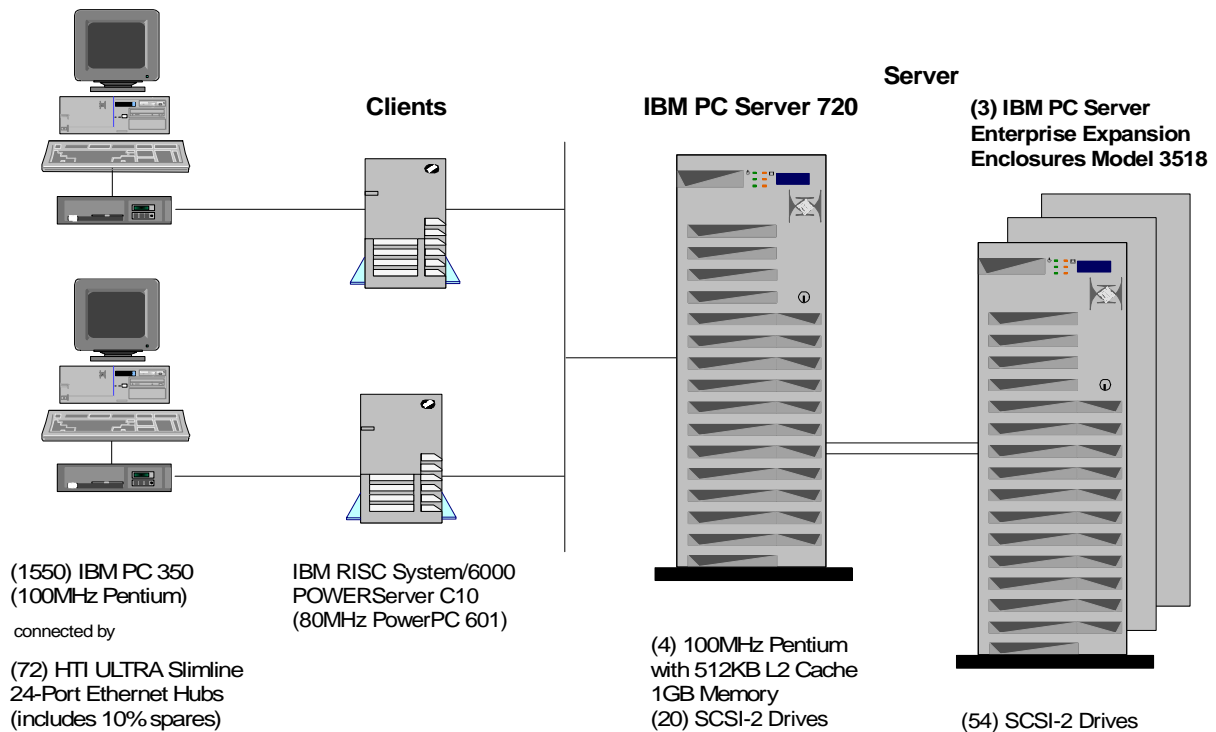 Server
Clients
IBM PC Server 720
(3) IBM PC Server
Enterprise Expansion
Enclosures Model 3518
(1550) IBM PC 350
(100MHz Pentium)
connected by
(72) HTI ULTRA Slimline
24-Port Ethernet Hubs
(includes 10% spares)
IBM RISC System/6000
POWERServer C10
(80MHz PowerPC 601)
(4) 100MHz Pentium
with 512KB L2 Cache
1GB Memory
(20) SCSI-2 Drives
(54) SCSI-2 Drives